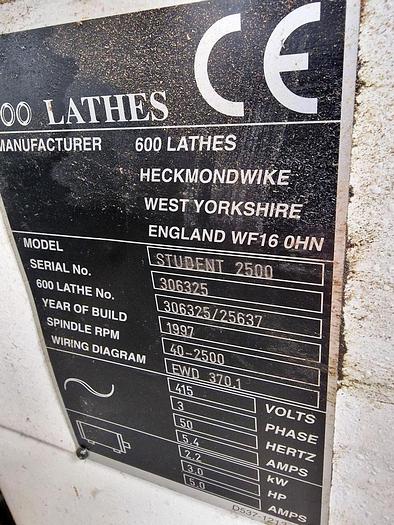 00 LATHES CE
MANUFACTURER 600 LATHES
HECKMONDWIKE
WEST YORKSHIRE
ENGLAND WF16 0HN
MODEL STUDENT 2500
SERIAL No. 306325
600 LATHE No. 306325/25637
YEAR OF BUILD 1997
SPINDLE RPM 40-2500
WIRING DIAGRAM EWD 370.1
415 VOLTS
3 PHASE
50 HERTZ
5.4 AMPS
2.2 kW
3.0 HP
5.0 AMPS